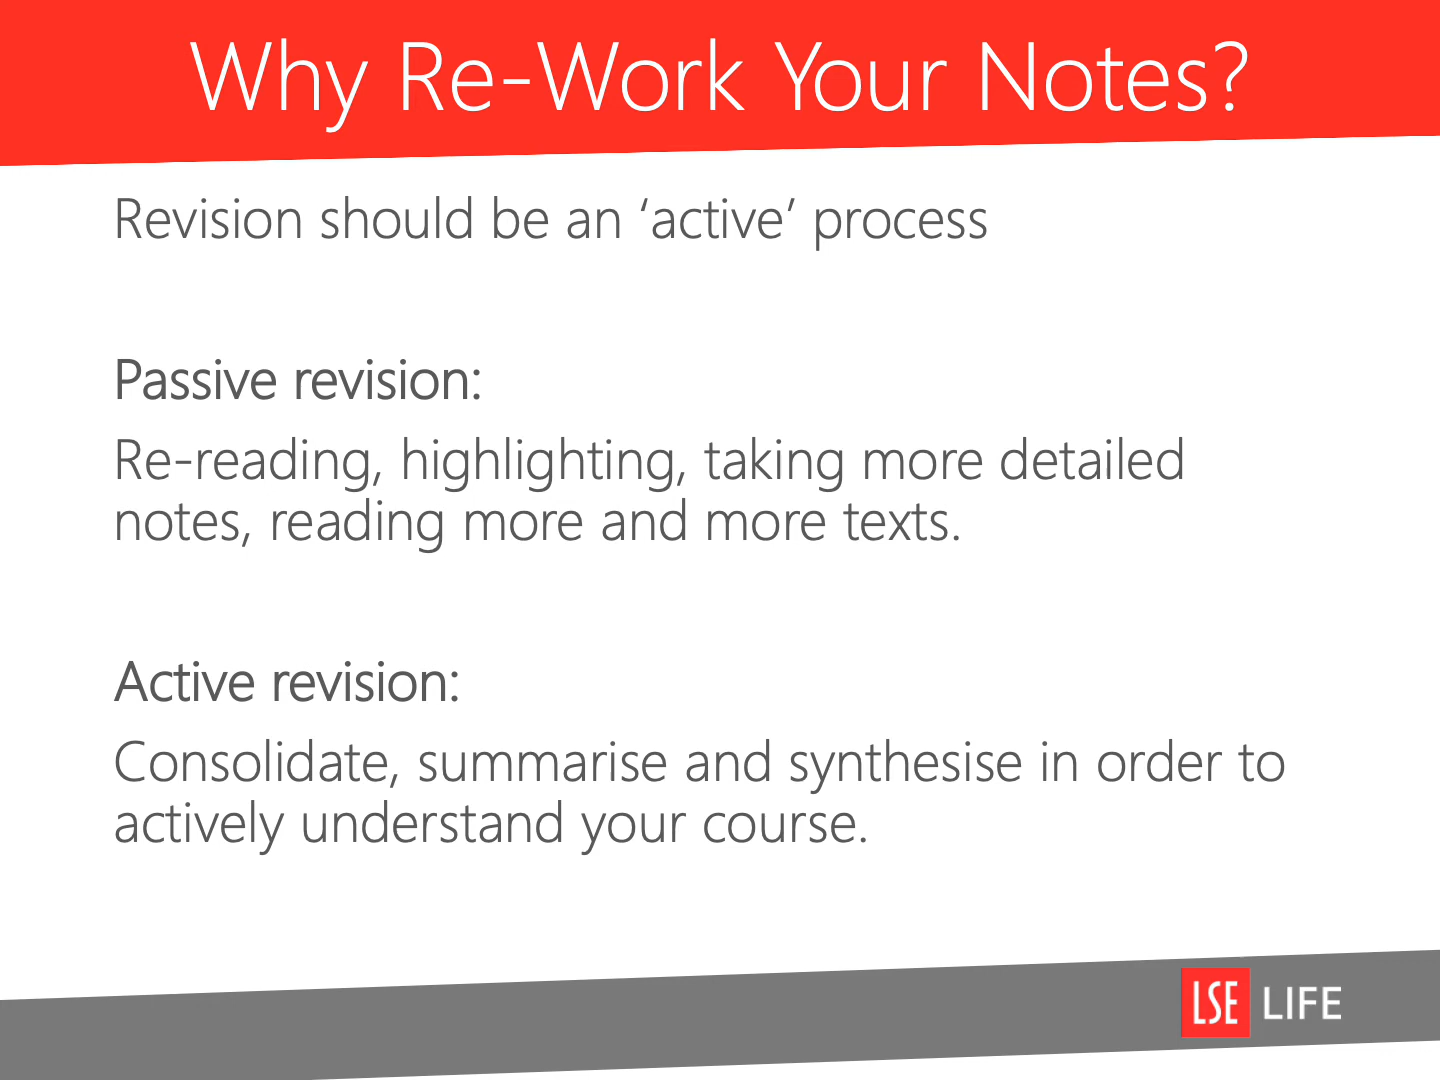 Why Re-Work Your Notes?
Revision should be an ‘active’ process
Passive revision:
Re-reading, highlighting, taking more detailed
notes, reading more and more texts.
Active revision:
Consolidate, summarise and synthesise in order to
actively understand your course.
LSE LIFE